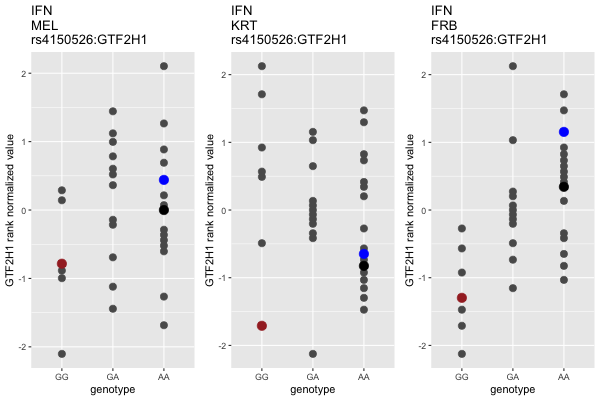 IFN
MEL
rs4150526:GTF2H1
GTF2H1 rank normalized value
2
1
0
-1
-2
GG GA AA
genotype
IFN
KRT
rs4150526:GTF2H1
GTF2H1 rank normalized value
2
1
0
-1
-2
GG GA AA
genotype
IFN
FRB
rs4150526:GTF2H1
GTF2H1 rank normalized value
2
1
0
-1
-2
GG GA AA
genotype